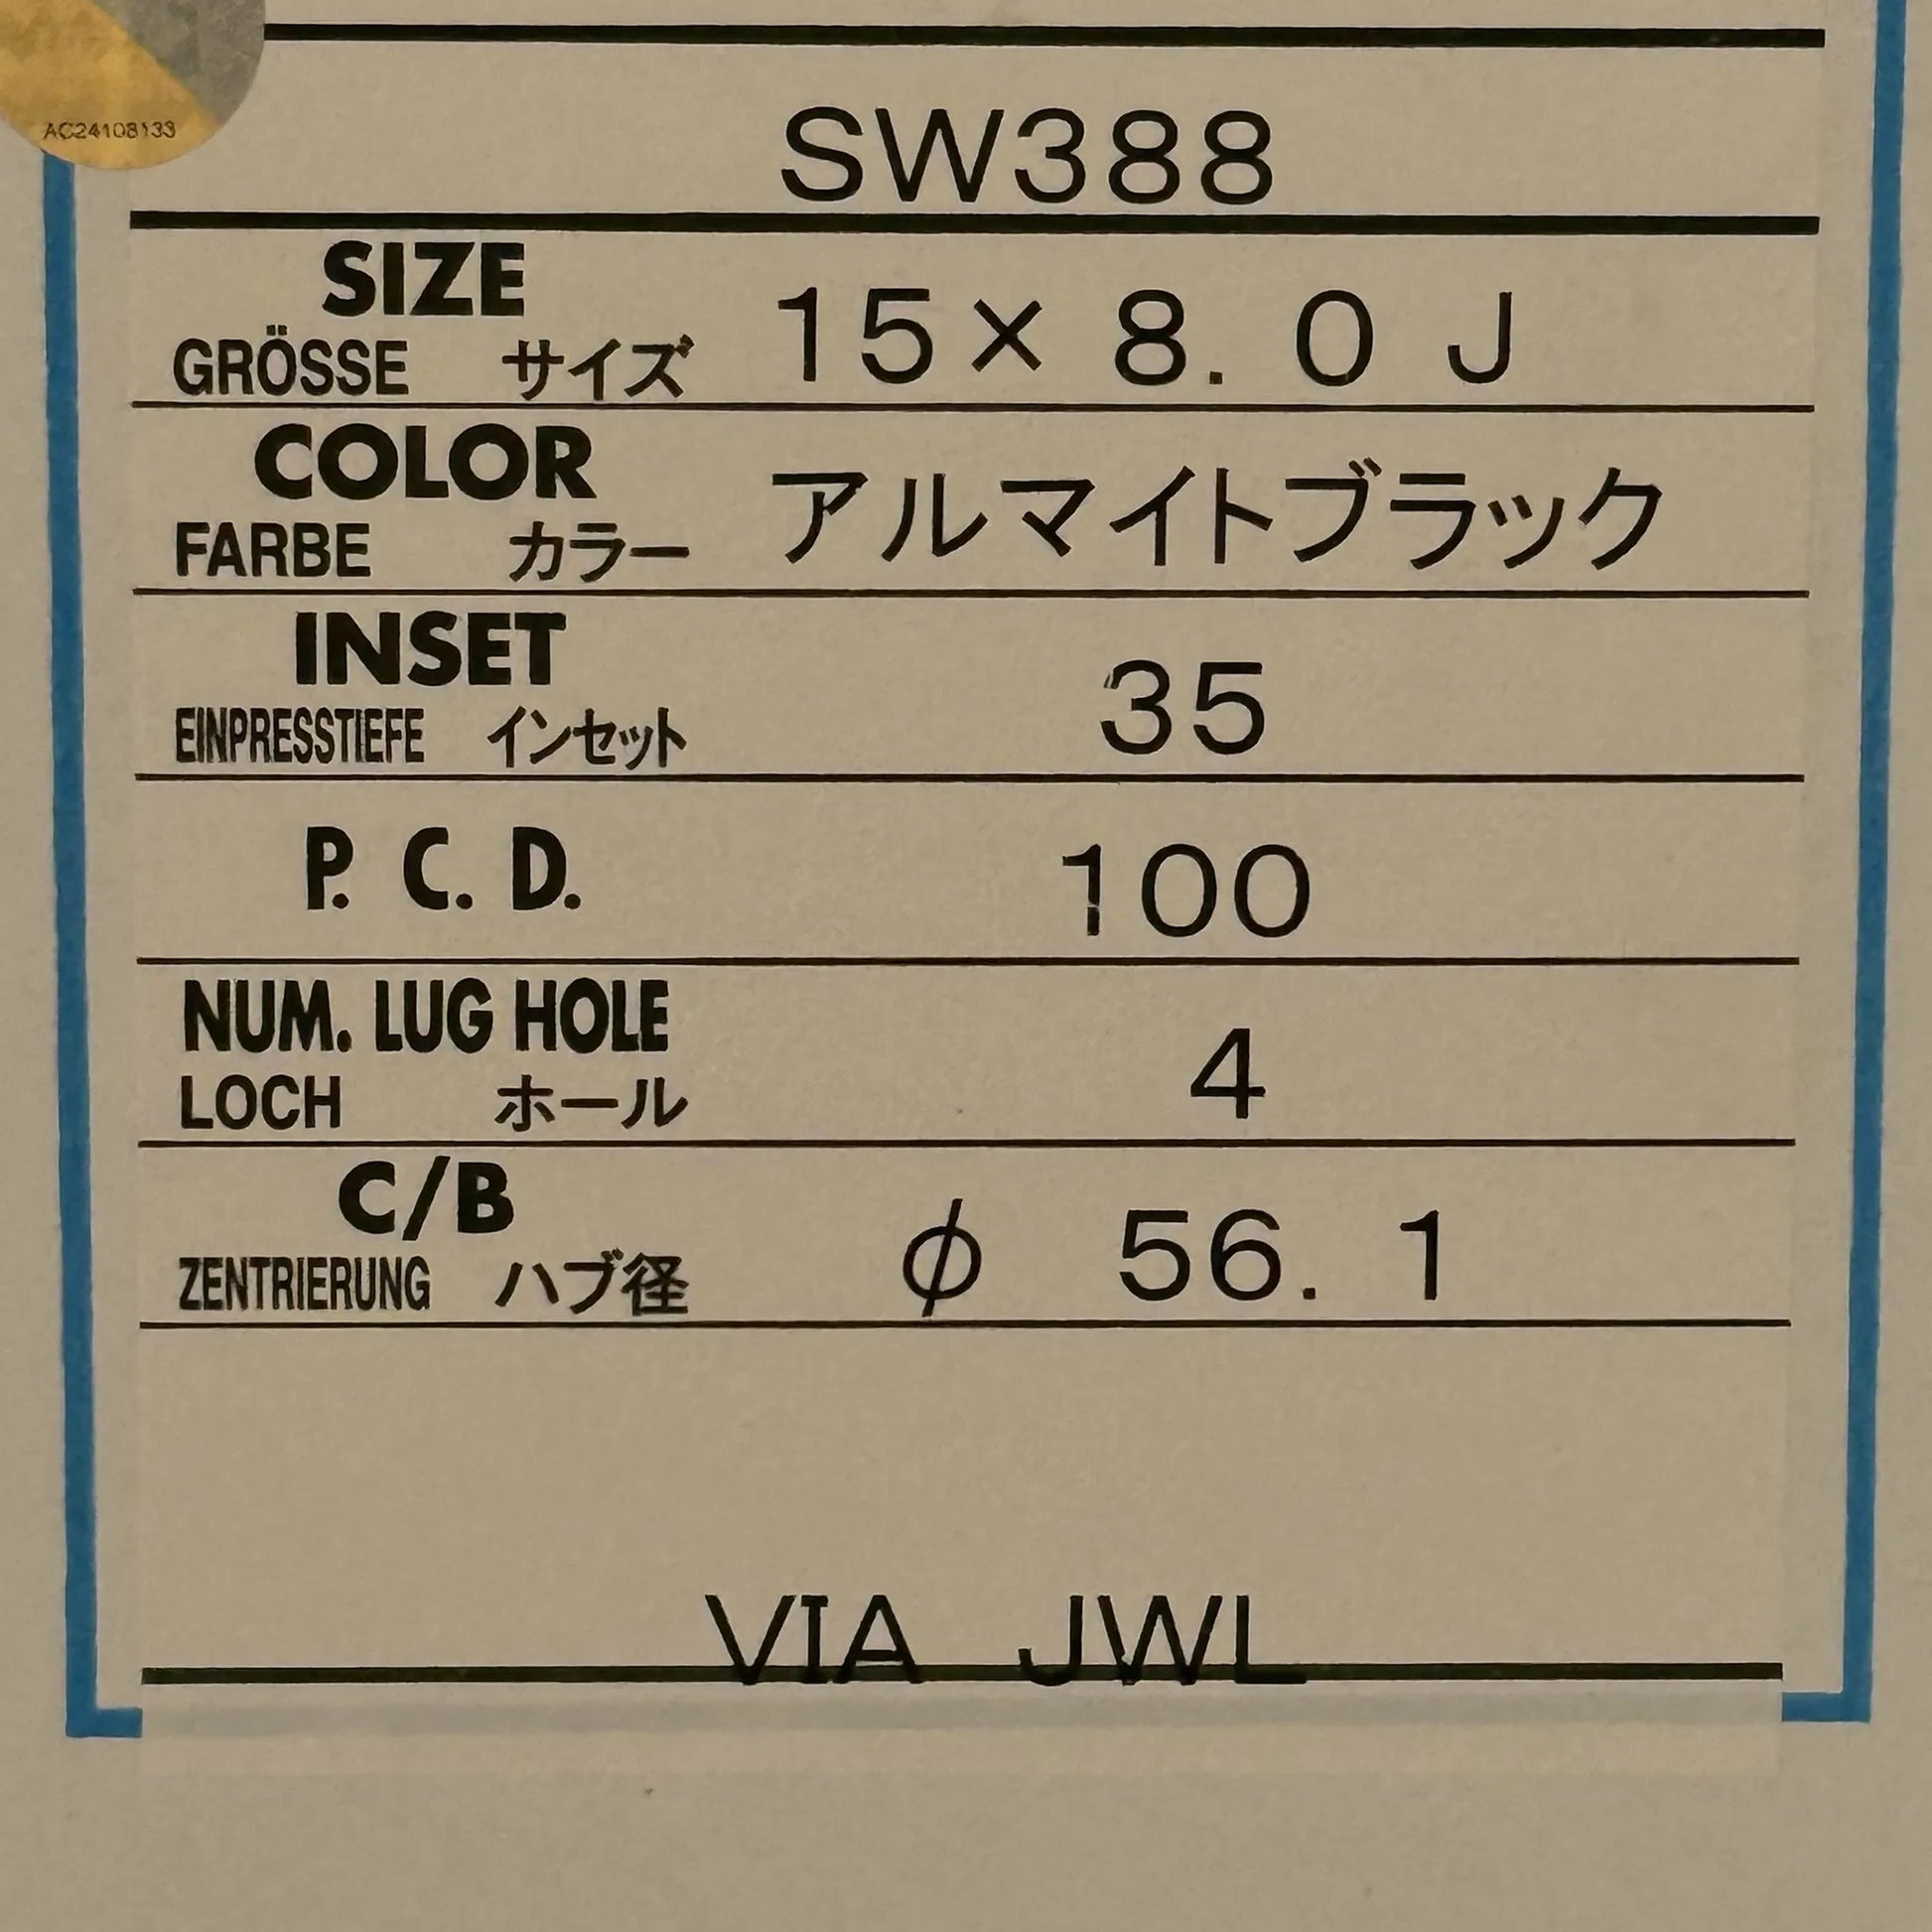 AC24108133
SW388
SIZE
GRÖSSE サイズ 15× 8. 0 J
COLOR
FARBE カラー アルマイトブラック
INSET
EINPRESSTIEFE インセット 35
P. C. D. 100
NUM. LUG HOLE
LOCH ホール 4
C/B
ZENTRIERUNG ハブ径 φ 56. 1
VIA JWL